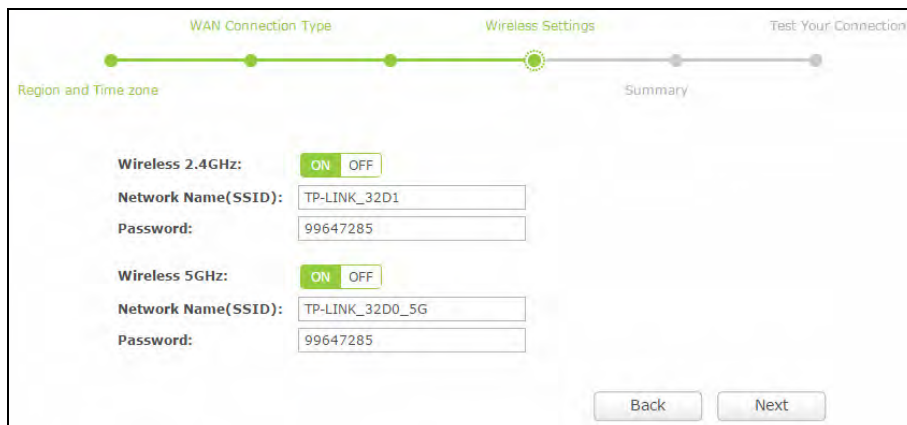 WAN Connection Type Wireless Settings Test Your Connection
Region and Time zone Summary
Wireless 2.4GHz: ON OFF
Network Name(SSID): TP-LINK_32D1
Password: 99647285
Wireless 5GHz: ON OFF
Network Name(SSID): TP-LINK_32D0_5G
Password: 99647285
Back Next